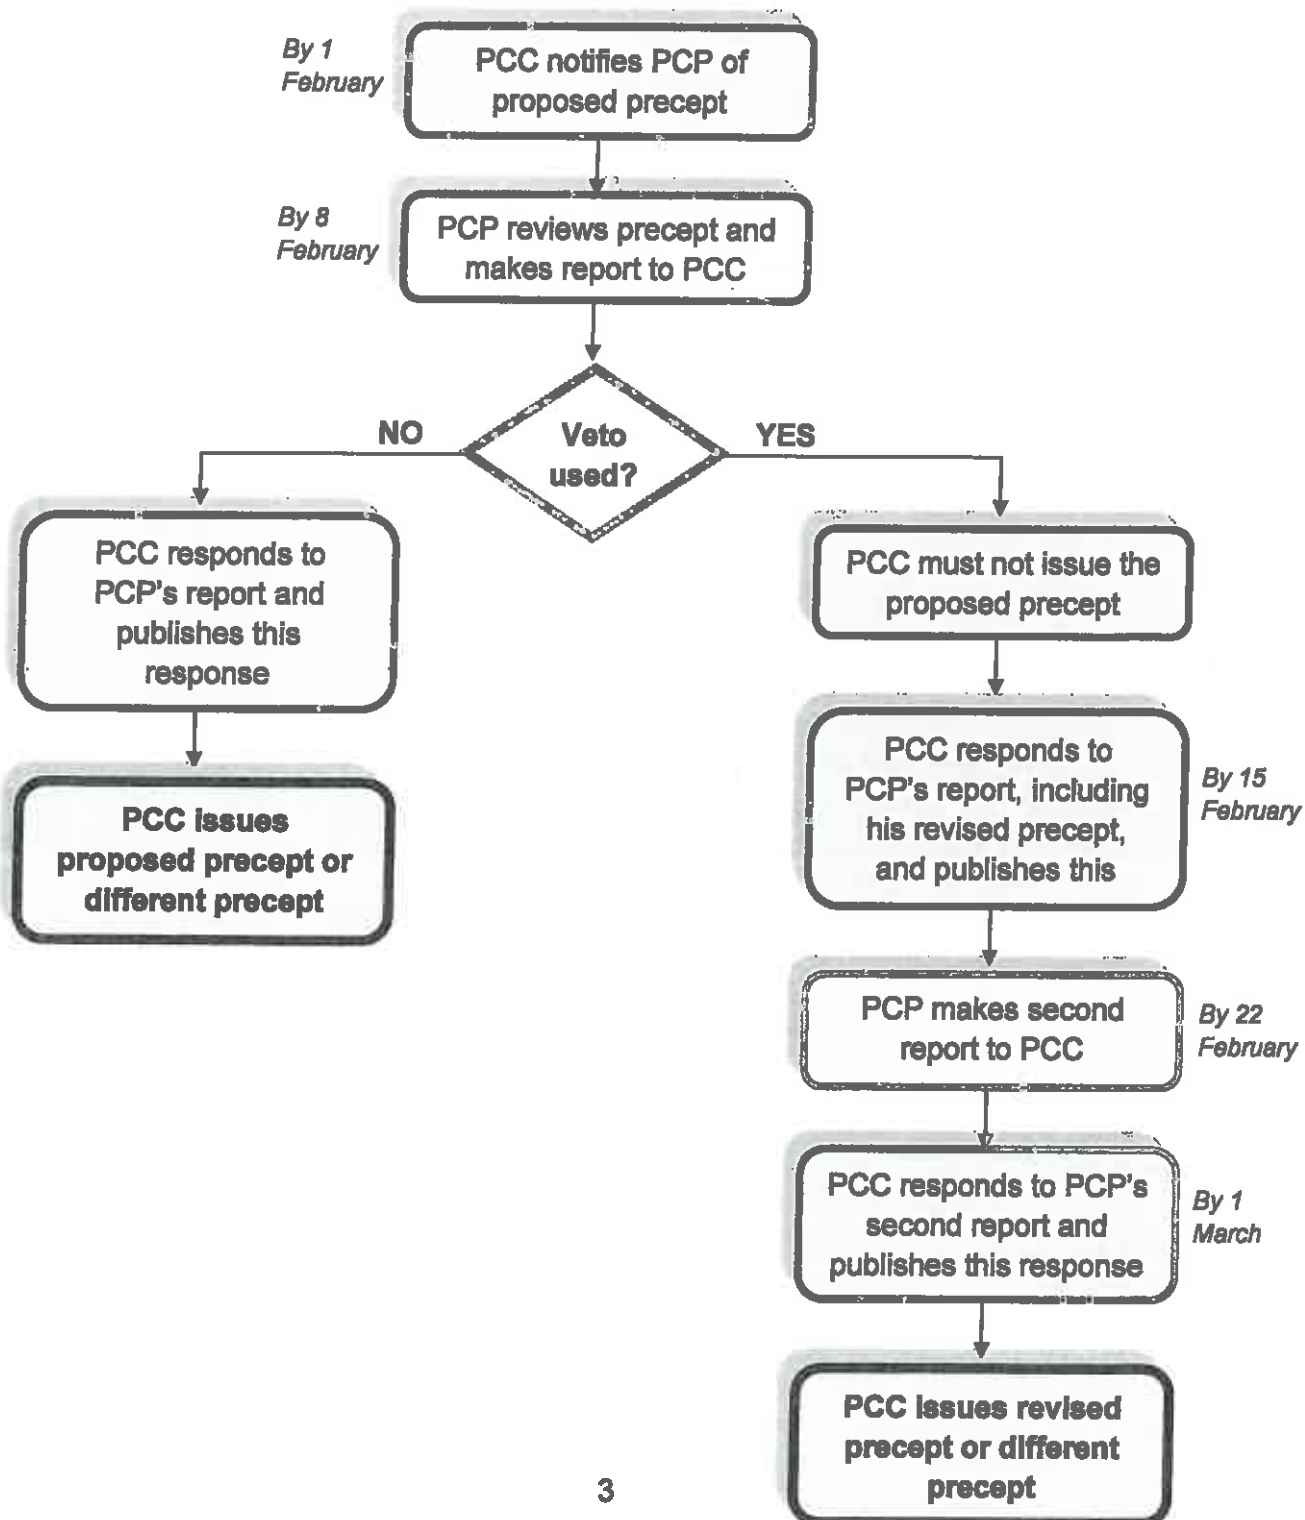 By 1
February
PCC notifies PCP of
proposed precept
By 8
February
PCP reviews precept and
makes report to PCC
Veto
used?
NO
YES
PCC responds to
PCP's report and
publishes this
response
PCC issues
proposed precept or
different precept
PCC must not issue the
proposed precept
PCC responds to
PCP's report, including
his revised precept,
and publishes this
By 15
February
PCP makes second
report to PCC
By 22
February
PCC responds to PCP's
second report and
publishes this response
By 1
March
PCC issues revised
precept or different
precept
3